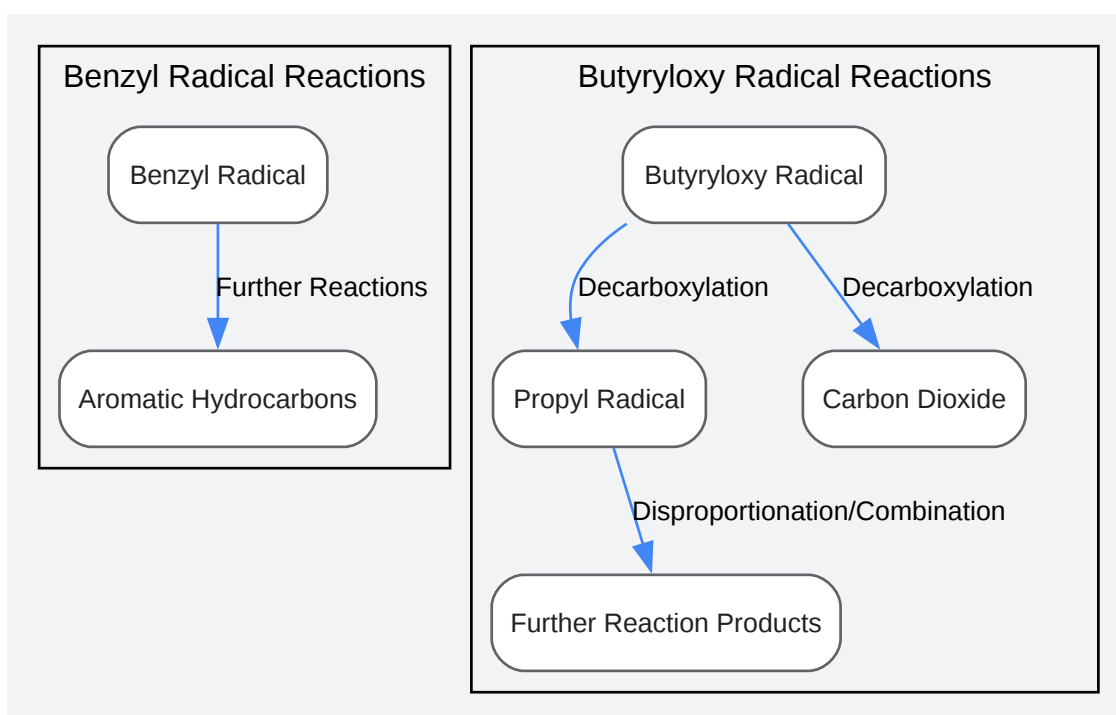 Benzyl Radical Reactions
Benzyl Radical
Further Reactions
Aromatic Hydrocarbons
Butyryloxy Radical Reactions
Butyryloxy Radical
Decarboxylation
Decarboxylation
Propyl Radical
Carbon Dioxide
Disproportionation/Combination
Further Reaction Products